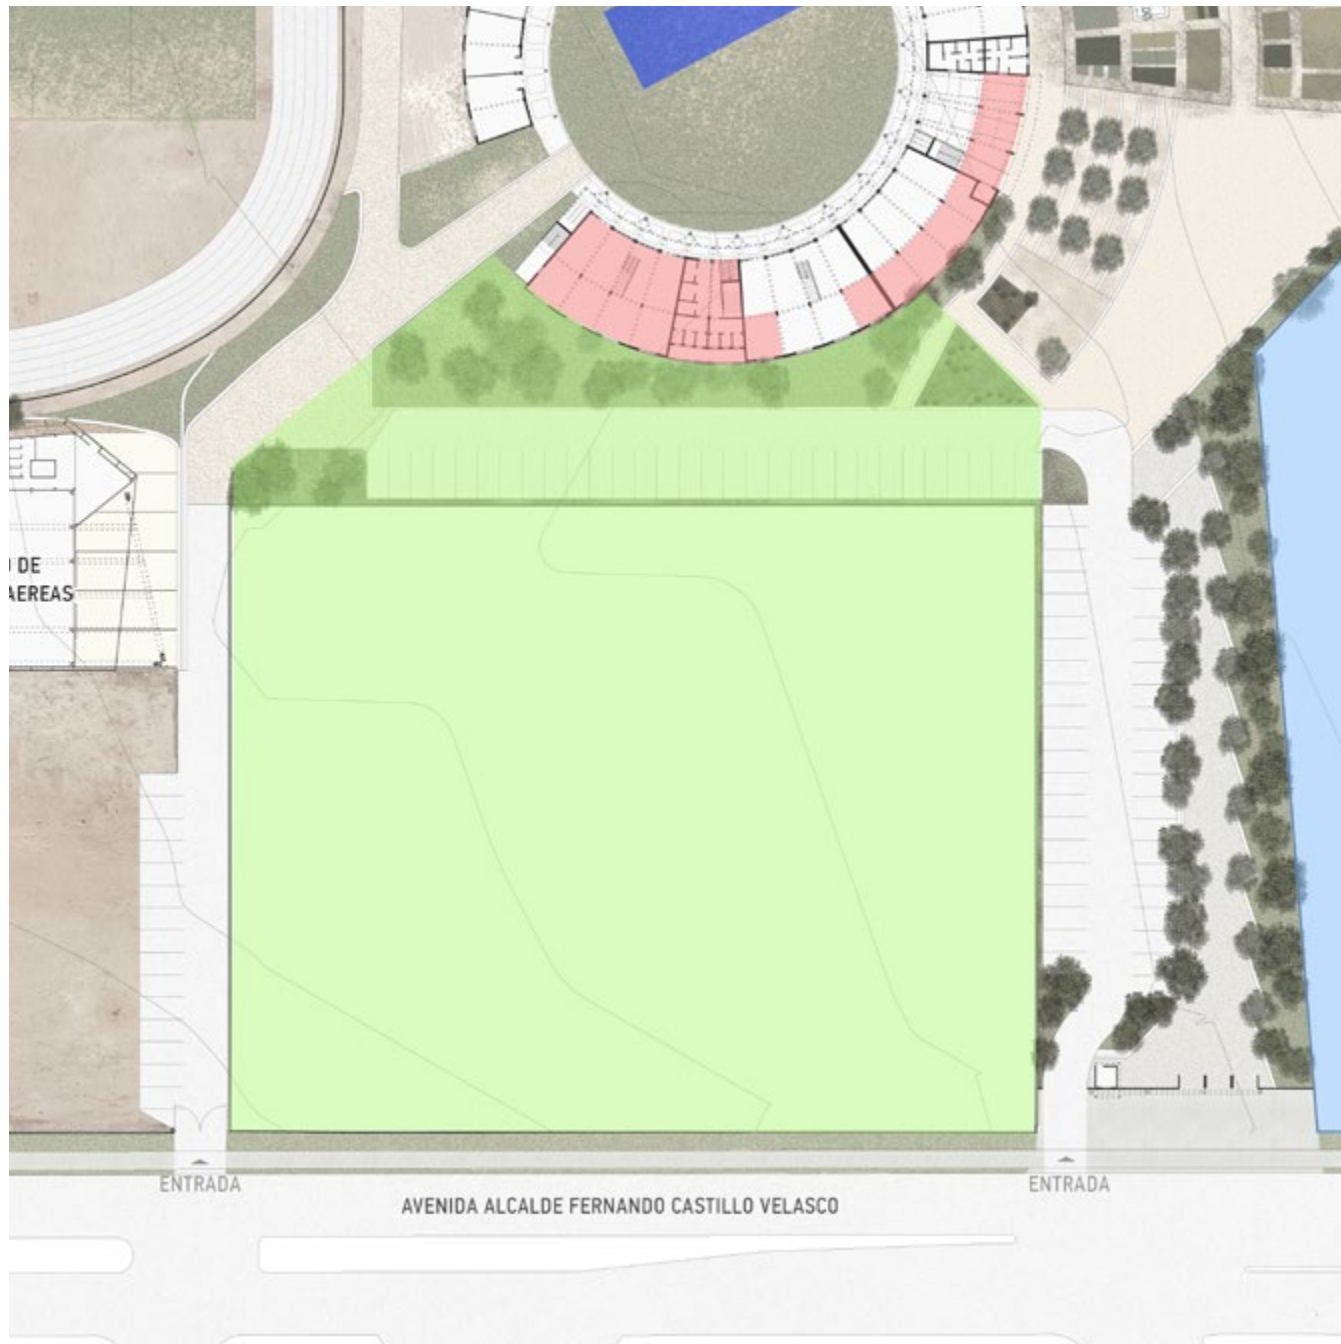 O DE
AEREAS
ENTRADA
ENTRADA
AVENIDA ALCALDE FERNANDO CASTILLO VELASCO